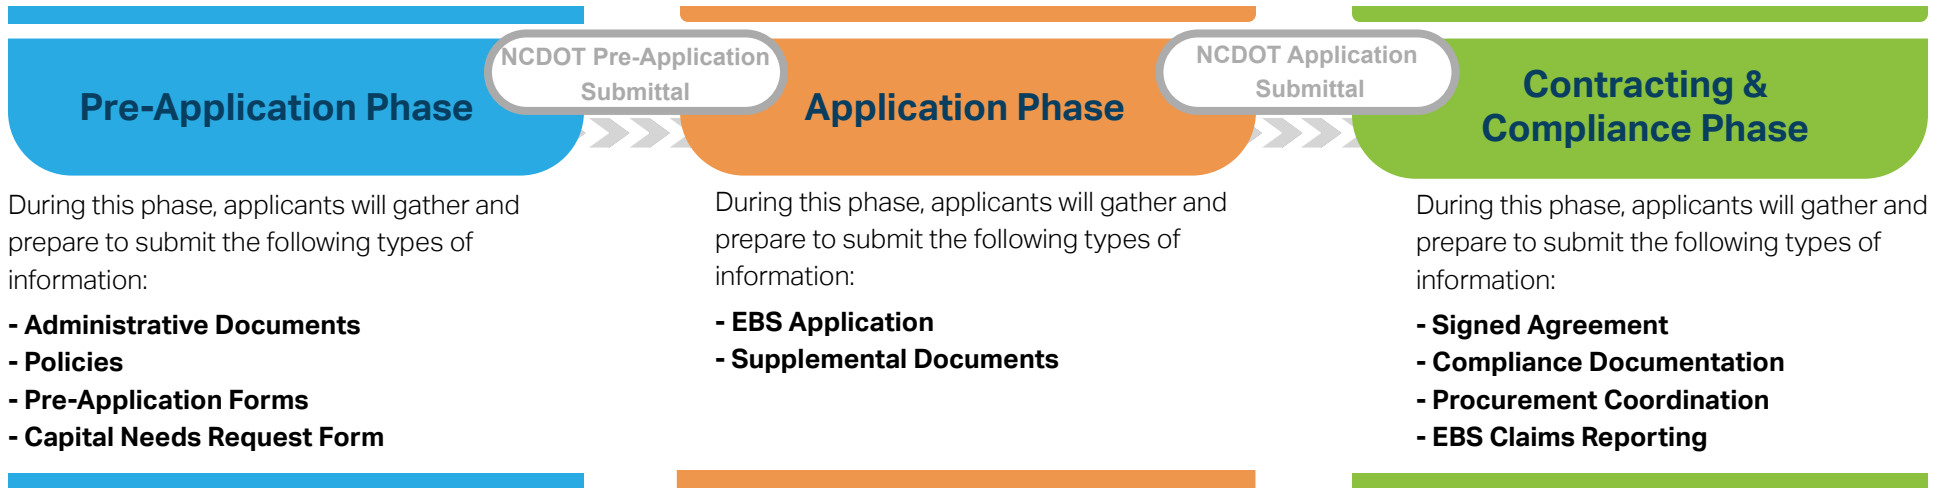 Pre-Application Phase
During this phase, applicants will gather and
prepare to submit the following types of
information:
- Administrative Documents
- Policies
- Pre-Application Forms
- Capital Needs Request Form
NCDOT Pre-Application
Submittal
Application Phase
During this phase, applicants will gather and
prepare to submit the following types of
information:
- EBS Application
- Supplemental Documents
NCDOT Application
Submittal
Contracting &
Compliance Phase
During this phase, applicants will gather and
prepare to submit the following types of
information:
- Signed Agreement
- Compliance Documentation
- Procurement Coordination
- EBS Claims Reporting